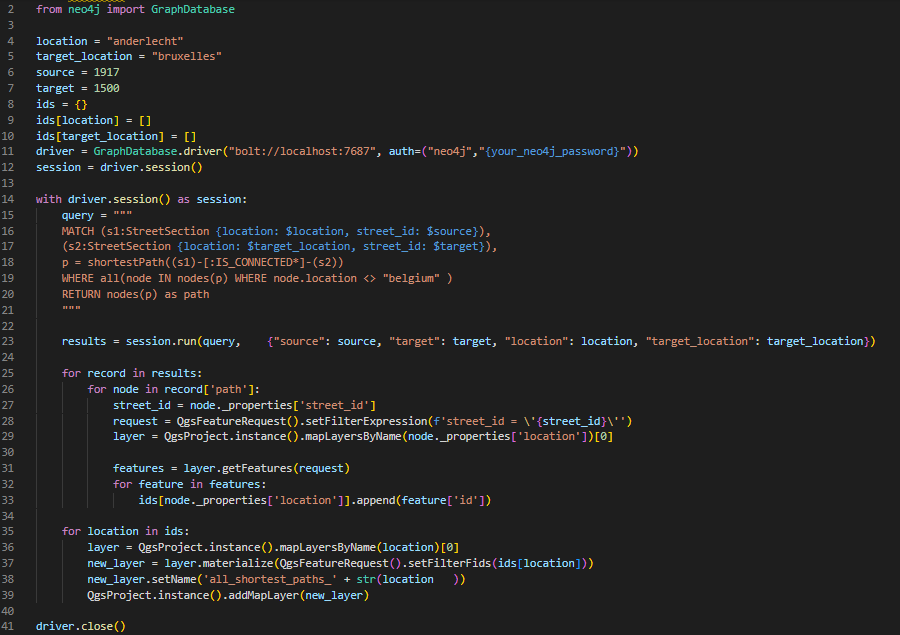 2 from neo4j import GraphDatabase
3
4 location = "anderlecht"
5 target_location = "bruxelles"
6 source = 1917
7 target = 1500
8 ids = {}
9 ids[location] = []
10 ids[target_location] = []
11 driver = GraphDatabase.driver("bolt://localhost:7687", auth=("neo4j","{your_neo4j_password}"))
12 session = driver.session()
13
14 with driver.session() as session:
15     query = """
16     MATCH (s1:StreetSection {location: $location, street_id: $source}),
17     (s2:StreetSection {location: $target_location, street_id: $target}),
18     p = shortestPath((s1)-[:IS_CONNECTED*]-(s2))
19     WHERE all(node IN nodes(p) WHERE node.location <> "belgium" )
20     RETURN nodes(p) as path
21     """
22
23     results = session.run(query,    {"source": source, "target": target, "location": location, "target_location": target_location})
24
25     for record in results:
26         for node in record['path']:
27             street_id = node._properties['street_id']
28             request = QgsFeatureRequest().setFilterExpression(f'street_id = \'{street_id}\'')
29             layer = QgsProject.instance().mapLayersByName(node._properties['location'])[0]
30
31             features = layer.getFeatures(request)
32             for feature in features:
33                 ids[node._properties['location']].append(feature['id'])
34
35     for location in ids:
36         layer = QgsProject.instance().mapLayersByName(location)[0]
37         new_layer = layer.materialize(QgsFeatureRequest().setFilterFids(ids[location]))
38         new_layer.setName('all_shortest_paths_' + str(location   ))
39         QgsProject.instance().addMapLayer(new_layer)
40
41 driver.close()